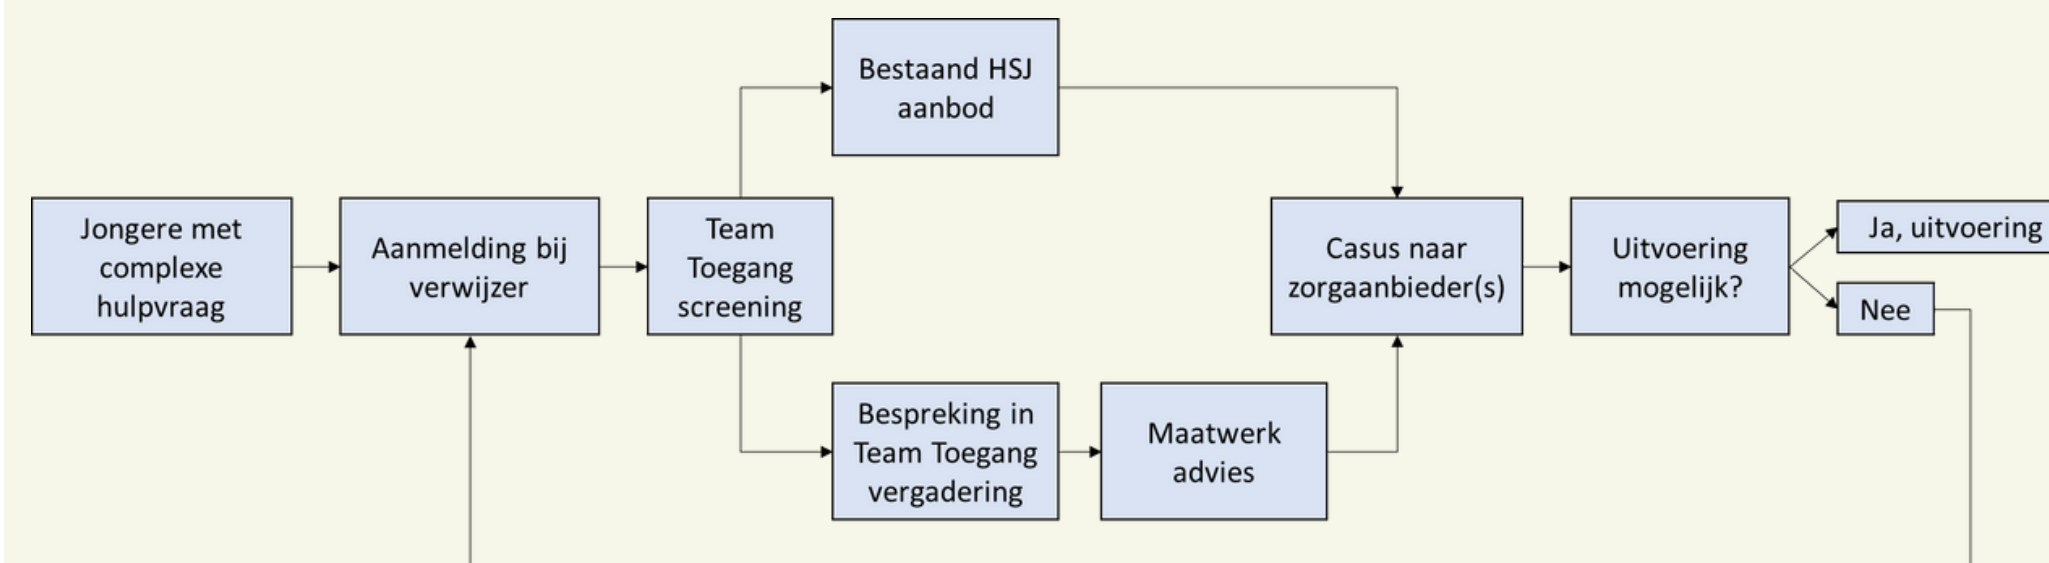 Jongere met
complexe
hulpvraag
Aanmelding bij
verwijzer
Team
Toegang
screening
Bestaand HSJ
aanbod
Bespreking in
Team Toegang
vergadering
Maatwerk
advies
Casus naar
zorgaanbieder(s)
Uitvoering
mogelijk?
Ja, uitvoering
Nee